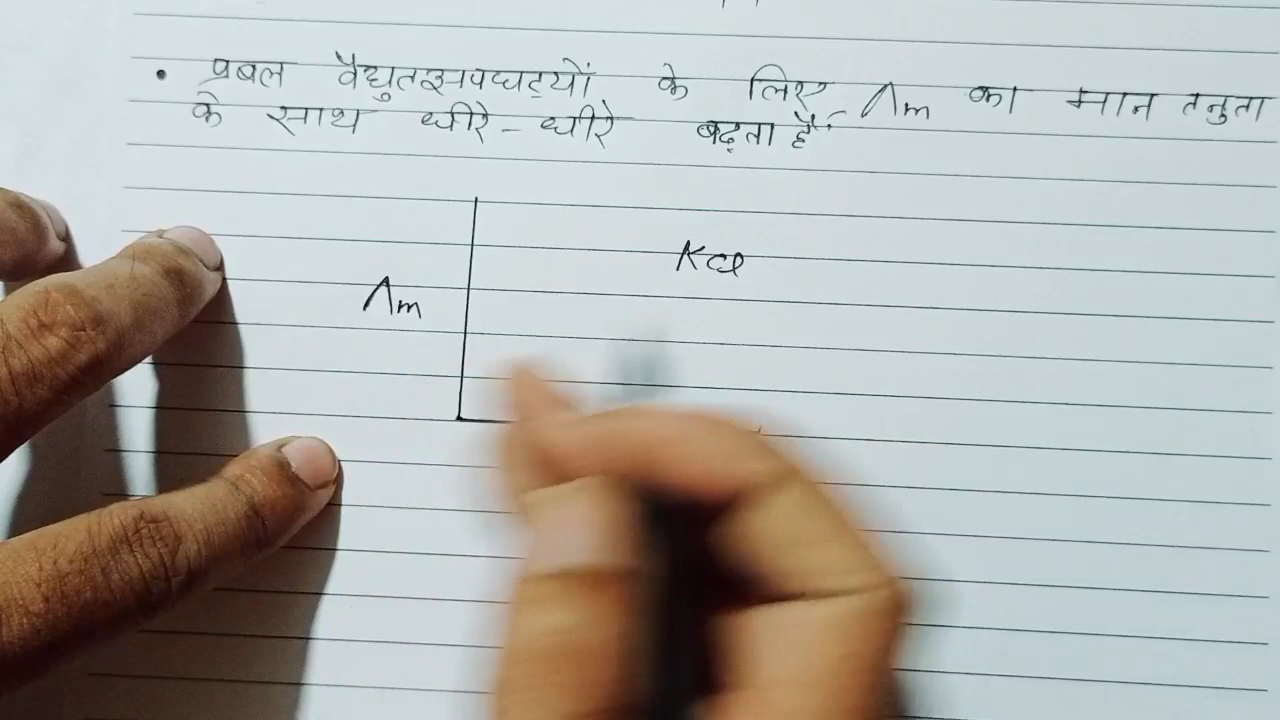 • प्रबल वैद्युतअपघट्यों के लिए Λm का मान तनुता
के साथ धीरे - धीरे बढ़ता है
KCl
Λm